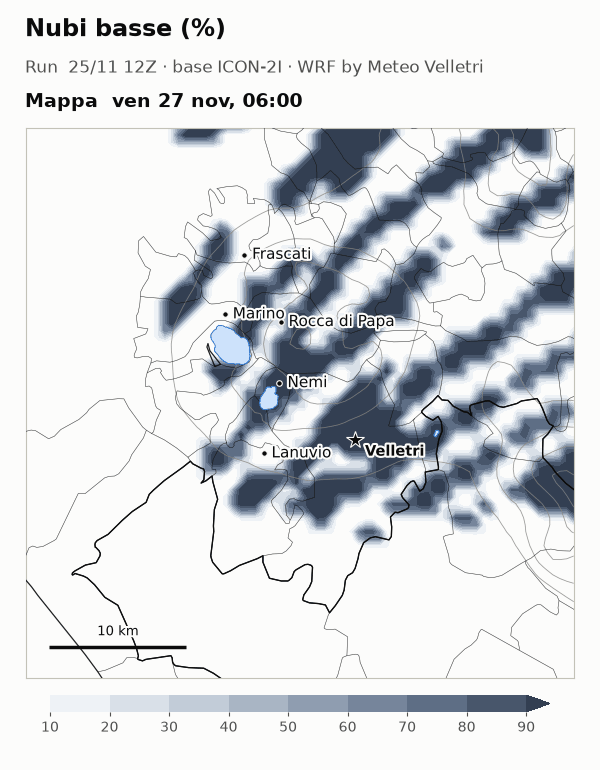 Nubi basse (%)
Run  25/11 12Z · base ICON-2I · WRF by Meteo Velletri
Mappa  ven 27 nov, 06:00
Frascati
Marino
Rocca di Papa
Nemi
Velletri
Lanuvio
10 km
10 20 30 40 50 60 70 80 90